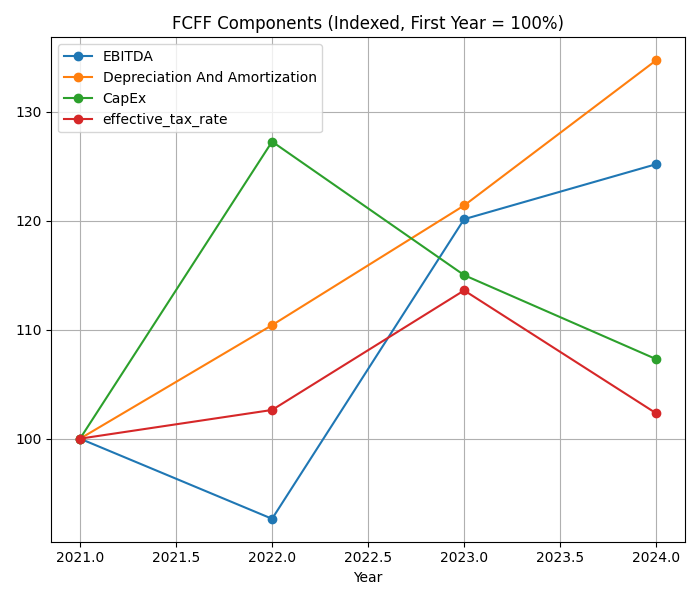 FCFF Components (Indexed, First Year = 100%)
EBITDA
Depreciation And Amortization
CapEx
effective_tax_rate
130
120
110
100
2021.0 2021.5 2022.0 2022.5 2023.0 2023.5 2024.0
Year